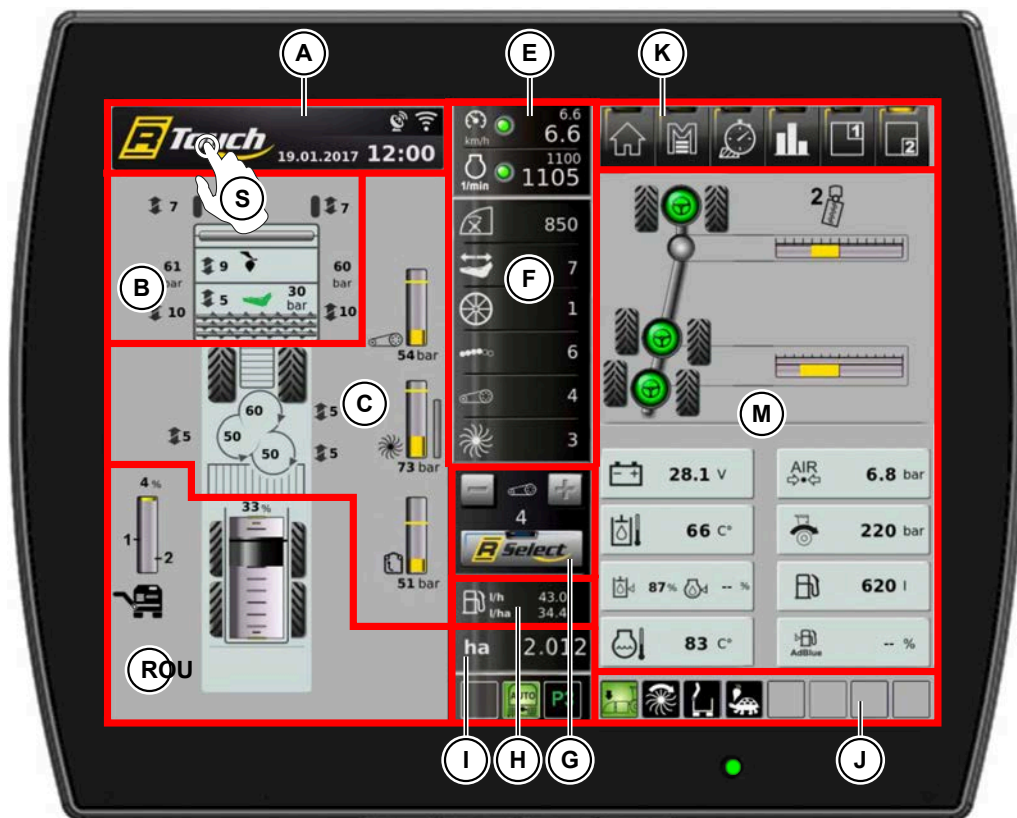 A
E
K
R Touch
19.01.2017 12:00
S
km/h
6.6
6.6
1/min
1100
1105
1
2
7
7
B
61
bar
9
60
bar
5
30
bar
10
10
54 bar
C
60
50
50
5
5
5
73 bar
4 %
1
2
33 %
51 bar
ROU
850
7
F
1
6
4
3
4
R Select
l/h 43.0
l/ha 34.4
ha 2.012
AUTO
2
M
28.1 V
AIR 6.8 bar
66 C°
220 bar
87 % -- %
620 l
83 C°
AdBlue -- %
I
H
G
J